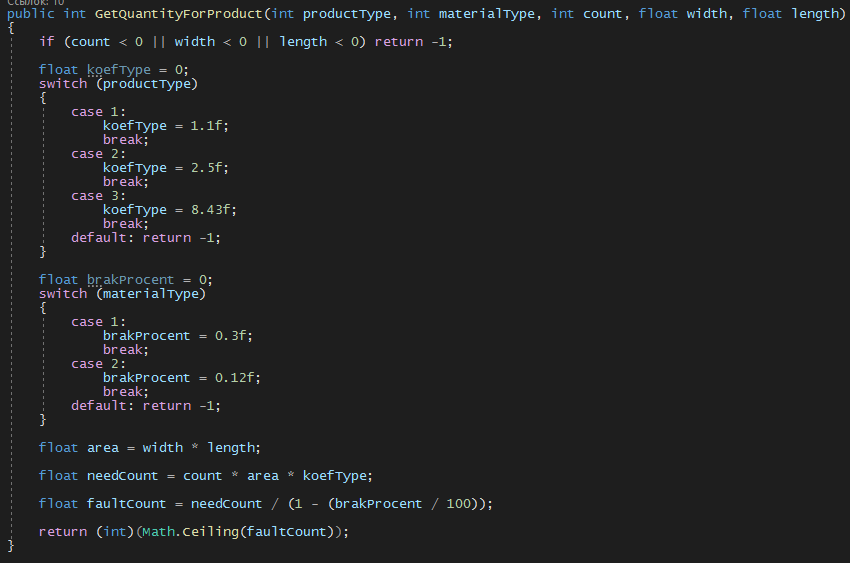 Ссылок: 10
public int GetQuantityForProduct(int productType, int materialType, int count, float width, float length)
{
if (count < 0 || width < 0 || length < 0) return -1;
float koefType = 0;
switch (productType)
{
case 1:
koefType = 1.1f;
break;
case 2:
koefType = 2.5f;
break;
case 3:
koefType = 8.43f;
break;
default: return -1;
}
float brakProcent = 0;
switch (materialType)
{
case 1:
brakProcent = 0.3f;
break;
case 2:
brakProcent = 0.12f;
break;
default: return -1;
}
float area = width * length;
float needCount = count * area * koefType;
float faultCount = needCount / (1 - (brakProcent / 100));
return (int)(Math.Ceiling(faultCount));
}